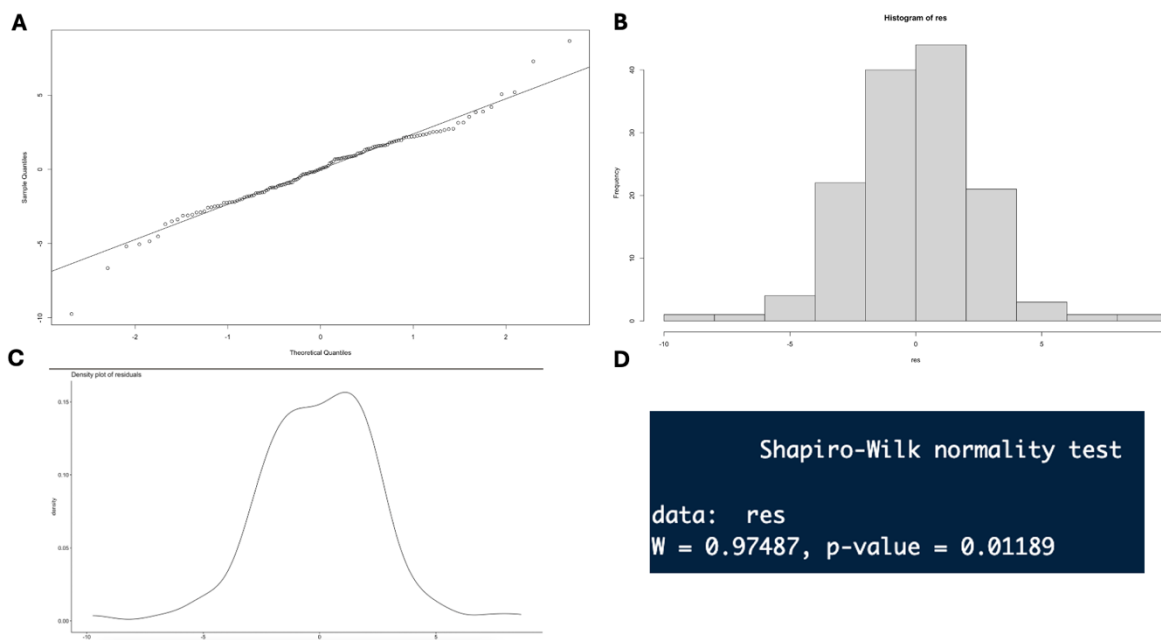 A
Sample Quantiles
-10
-5
0
5
-2
-1
0
1
2
Theoretical Quantiles
B
Histogram of res
Frequency
0
10
20
30
40
-10
-5
0
5
res
C
Density plot of residuals
density
0.00
0.05
0.10
0.15
-10
-5
0
5
D
Shapiro-Wilk normality test
data: res
W = 0.97487, p-value = 0.01189